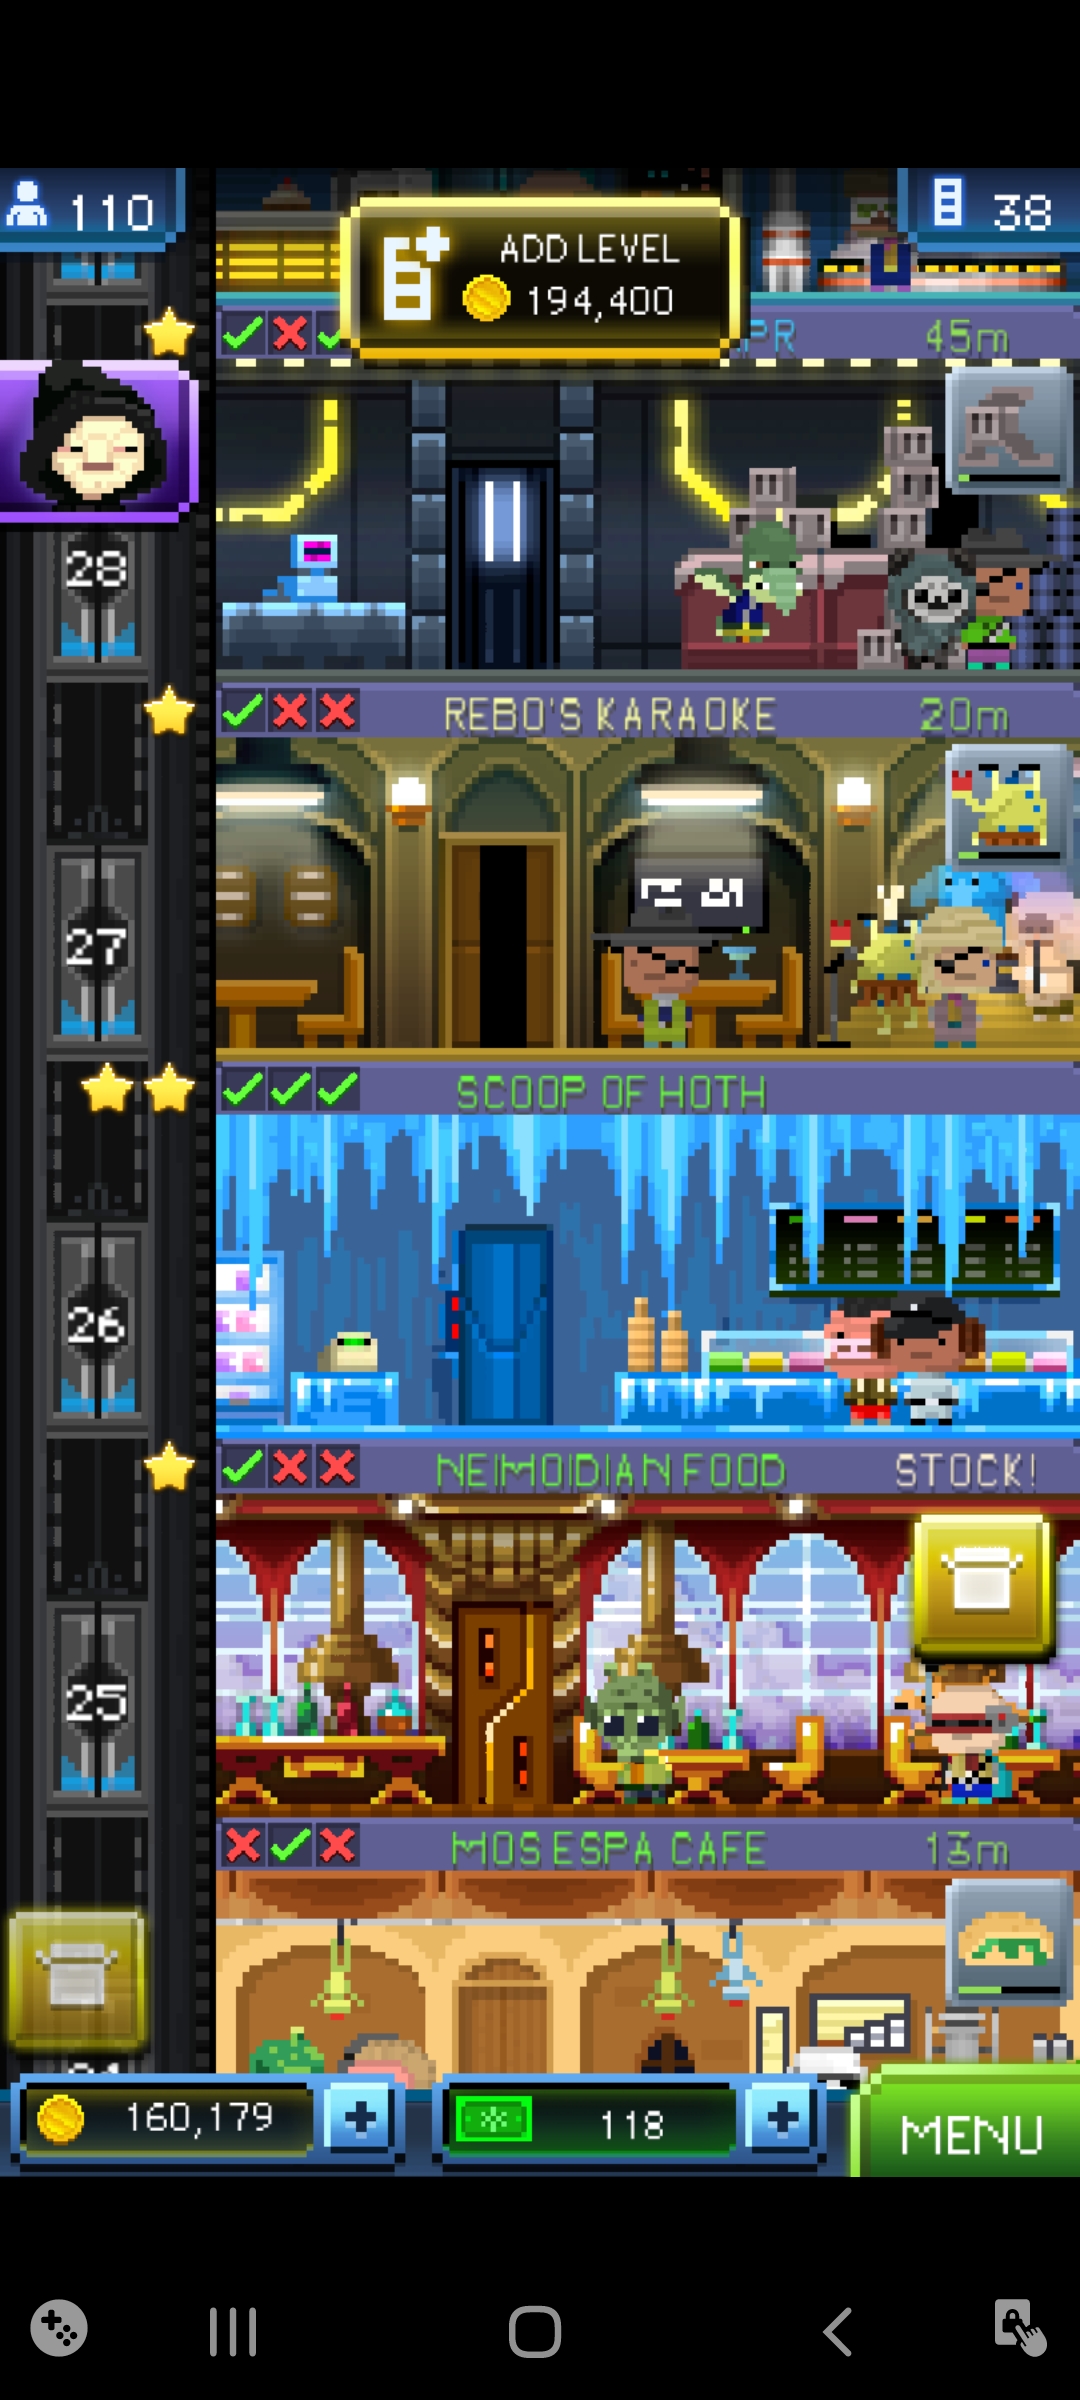 110
38
ADD LEVEL
194,400
PR 45m
28
REBO'S KARAOKE 20m
27
SCOOP OF HOTH
26
NEIMOIDIAN FOOD STOCK!
25
MOS ESPA CAFE 13m
160,179
118
MENU